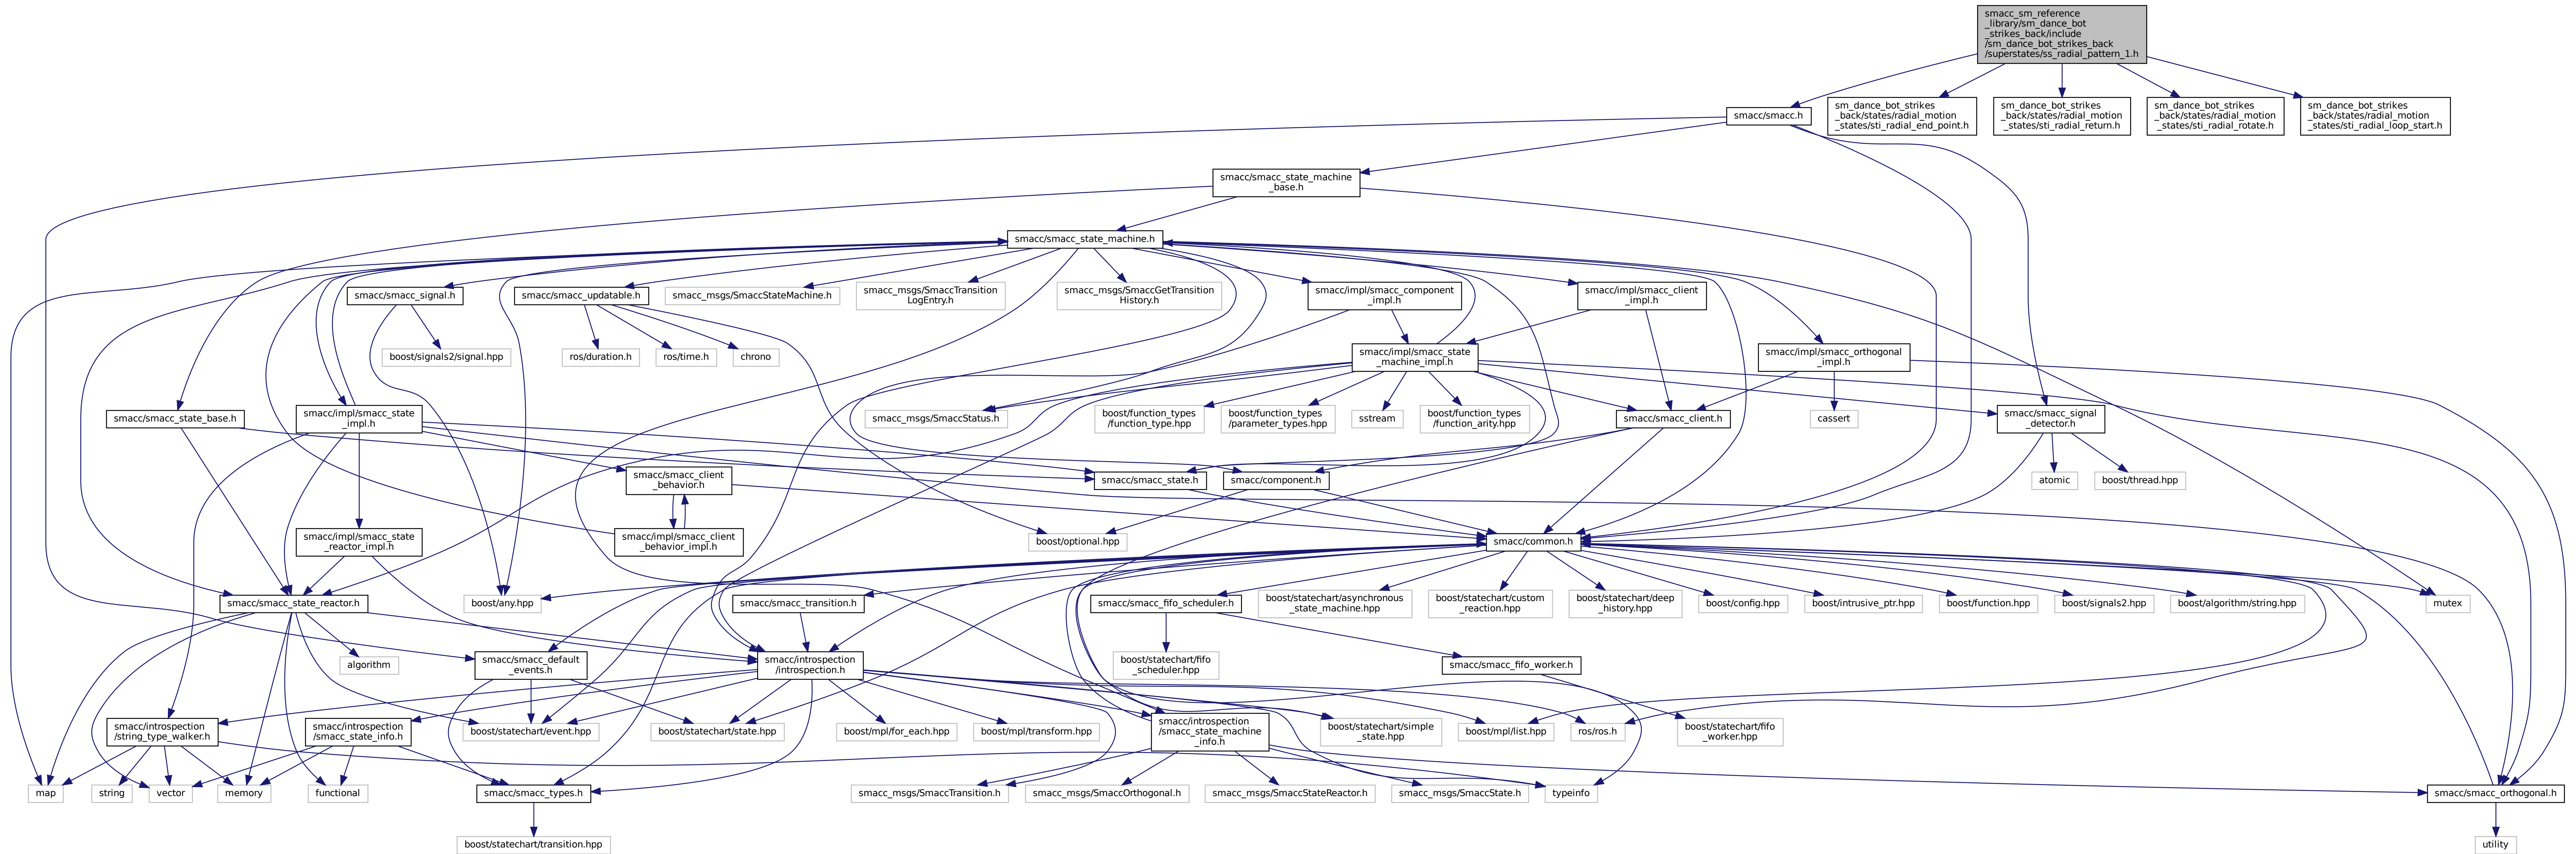 smacc_sm_reference
_library/sm_dance_bot
_strikes_back/include
/sm_dance_bot_strikes_back
/superstates/ss_radial_pattern_1.h
smacc/smacc.h
sm_dance_bot_strikes
_back/states/radial_motion
_states/sti_radial_end_point.h
sm_dance_bot_strikes
_back/states/radial_motion
_states/sti_radial_return.h
sm_dance_bot_strikes
_back/states/radial_motion
_states/sti_radial_rotate.h
sm_dance_bot_strikes
_back/states/radial_motion
_states/sti_radial_loop_start.h
smacc/smacc_state_machine
_base.h
smacc/smacc_state_machine.h
smacc/smacc_signal.h
smacc/smacc_updatable.h
smacc_msgs/SmaccStateMachine.h
smacc_msgs/SmaccTransition
LogEntry.h
smacc_msgs/SmaccGetTransition
History.h
smacc/impl/smacc_component
_impl.h
smacc/impl/smacc_client
_impl.h
boost/signals2/signal.hpp
ros/duration.h
ros/time.h
chrono
smacc/impl/smacc_state
_machine_impl.h
smacc/impl/smacc_orthogonal
_impl.h
smacc/smacc_state_base.h
smacc/impl/smacc_state
_impl.h
smacc_msgs/SmaccStatus.h
boost/function_types
/function_type.hpp
boost/function_types
/parameter_types.hpp
sstream
boost/function_types
/function_arity.hpp
smacc/smacc_client.h
cassert
smacc/smacc_signal
_detector.h
smacc/smacc_client
_behavior.h
smacc/smacc_state.h
smacc/component.h
atomic
boost/thread.hpp
smacc/impl/smacc_state
_reactor_impl.h
smacc/impl/smacc_client
_behavior_impl.h
boost/optional.hpp
smacc/common.h
smacc/smacc_state_reactor.h
boost/any.hpp
smacc/smacc_transition.h
smacc/smacc_fifo_scheduler.h
boost/statechart/asynchronous
_state_machine.hpp
boost/statechart/custom
_reaction.hpp
boost/statechart/deep
_history.hpp
boost/config.hpp
boost/intrusive_ptr.hpp
boost/function.hpp
boost/signals2.hpp
boost/algorithm/string.hpp
mutex
algorithm
smacc/smacc_default
_events.h
smacc/introspection
/introspection.h
boost/statechart/fifo
_scheduler.hpp
smacc/smacc_fifo_worker.h
smacc/introspection
/string_type_walker.h
smacc/introspection
/smacc_state_info.h
boost/statechart/event.hpp
boost/statechart/state.hpp
boost/mpl/for_each.hpp
boost/mpl/transform.hpp
smacc/introspection
/smacc_state_machine
_info.h
boost/statechart/simple
_state.hpp
boost/mpl/list.hpp
ros/ros.h
boost/statechart/fifo
_worker.hpp
map
string
vector
memory
functional
smacc/smacc_types.h
smacc_msgs/SmaccTransition.h
smacc_msgs/SmaccOrthogonal.h
smacc_msgs/SmaccStateReactor.h
smacc_msgs/SmaccState.h
typeinfo
smacc/smacc_orthogonal.h
boost/statechart/transition.hpp
utility